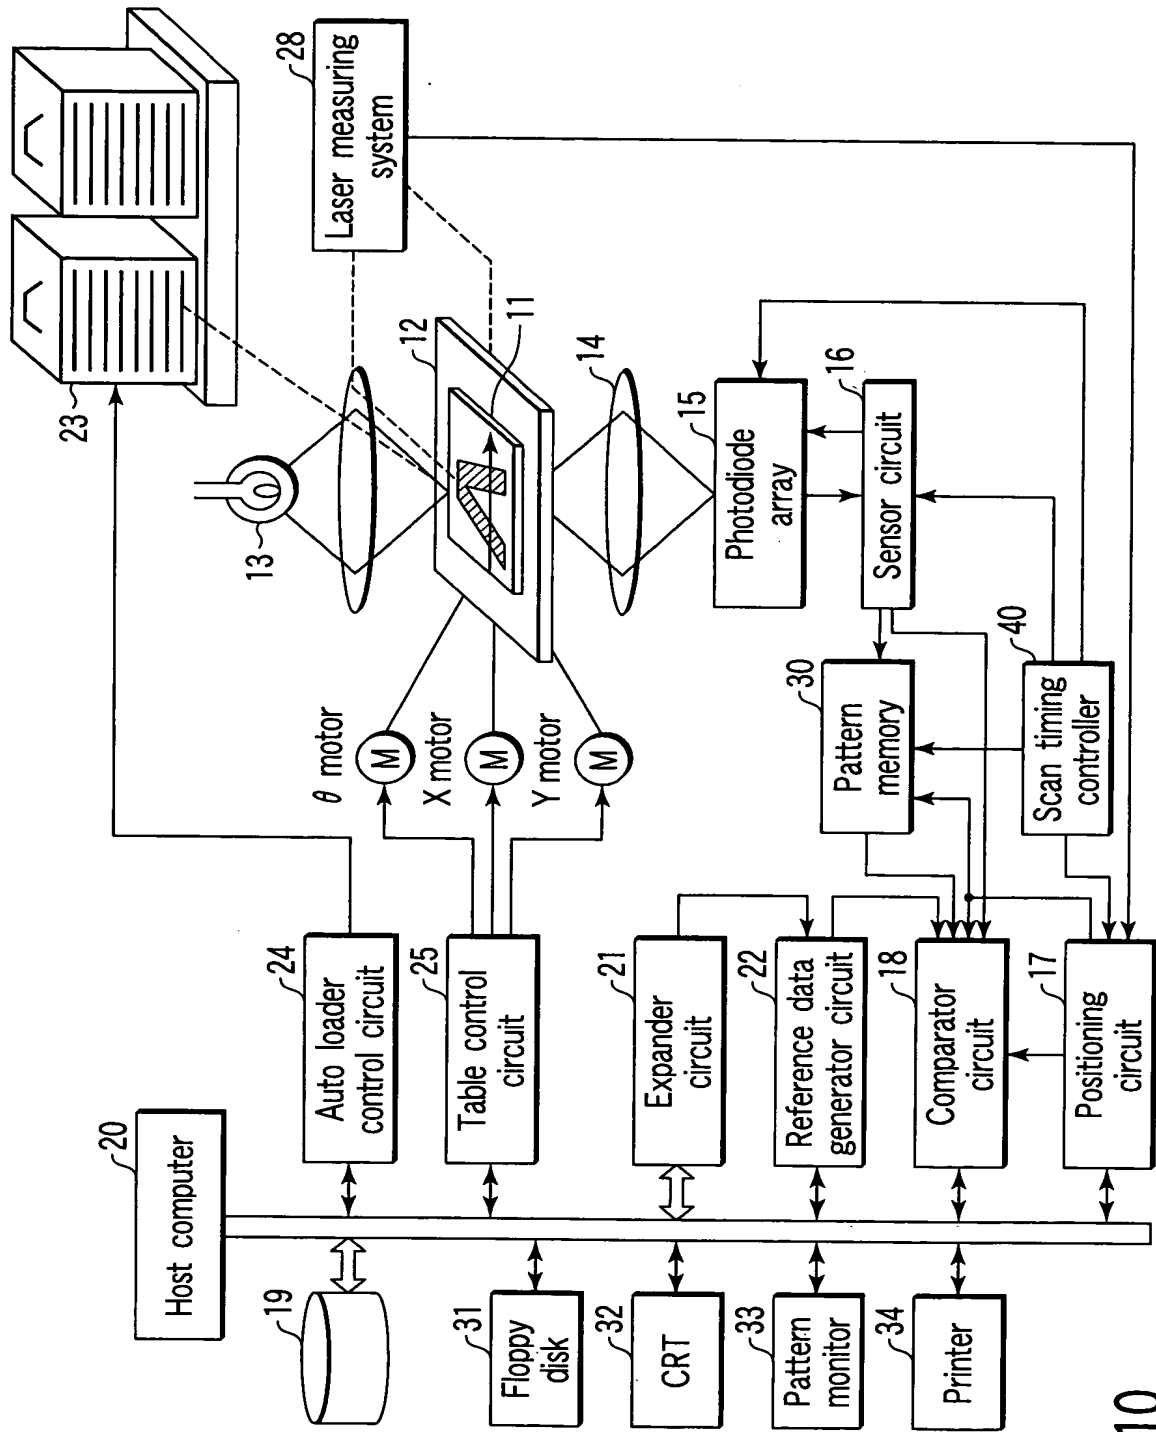 20
Host computer
19
31
Floppy
disk
32
CRT
33
Pattern
monitor
34
Printer
24
Auto loader
control circuit
25
Table control
circuit
21
Expander
circuit
22
Reference data
generator circuit
18
Comparator
circuit
17
Positioning
circuit
θ motor
M
X motor
M
Y motor
M
30
Pattern
memory
40
Scan timing
controller
23
13
12
11
14
15
Photodiode
array
16
Sensor circuit
28
Laser measuring
system
10